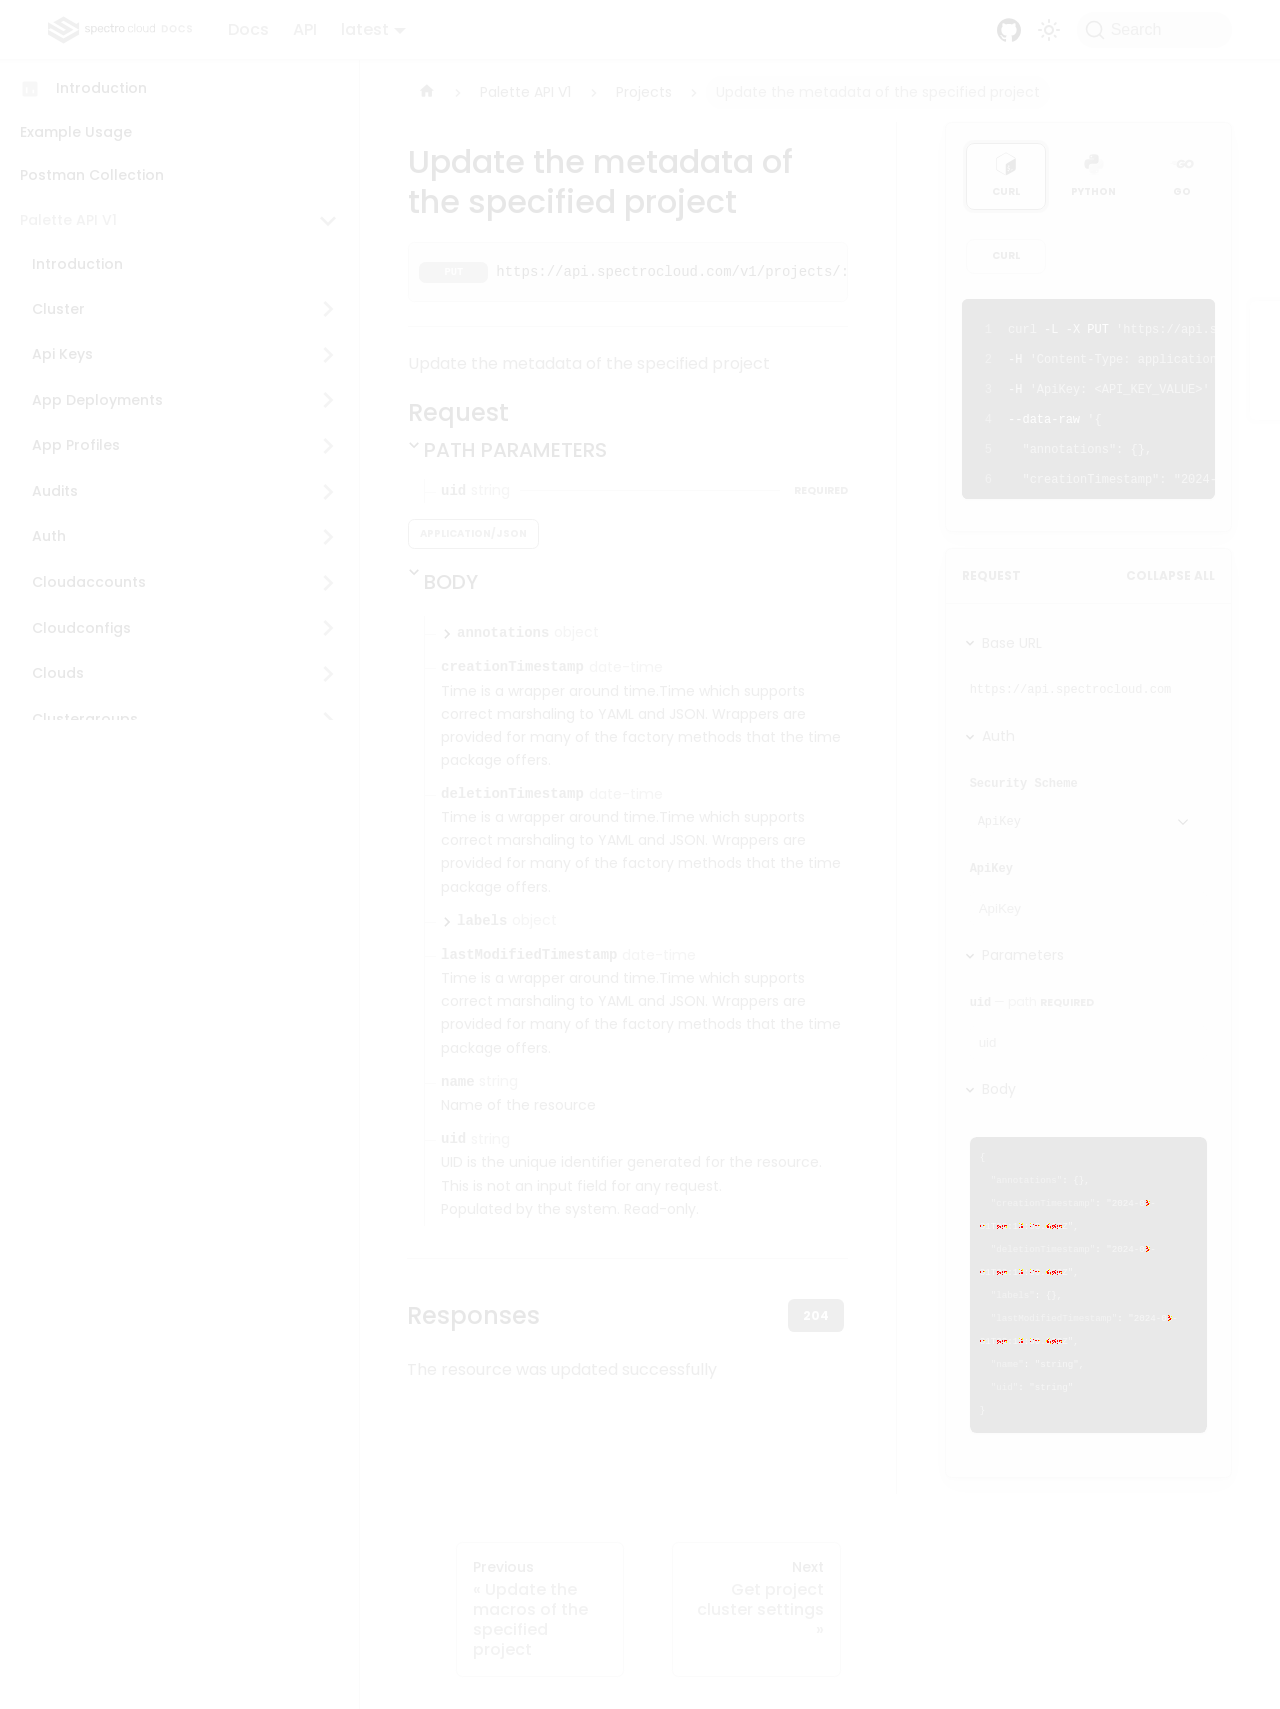 spectro cloud DOCS
Docs
API
latest
Search
Introduction
Example Usage
Postman Collection
Palette API V1
Introduction
Cluster
Api Keys
App Deployments
App Profiles
Audits
Auth
Cloudaccounts
Cloudconfigs
Clouds
Clustergroups
Palette API V1
Projects
Update the metadata of the specified project
Update the metadata of
the specified project
PUT
https://api.spectrocloud.com/v1/projects/:
Update the metadata of the specified project
Request
PATH PARAMETERS
uid string
REQUIRED
APPLICATION/JSON
BODY
annotations object
creationTimestamp date-time
Time is a wrapper around time.Time which supports
correct marshaling to YAML and JSON. Wrappers are
provided for many of the factory methods that the time
package offers.
deletionTimestamp date-time
Time is a wrapper around time.Time which supports
correct marshaling to YAML and JSON. Wrappers are
provided for many of the factory methods that the time
package offers.
labels object
lastModifiedTimestamp date-time
Time is a wrapper around time.Time which supports
correct marshaling to YAML and JSON. Wrappers are
provided for many of the factory methods that the time
package offers.
name string
Name of the resource
uid string
UID is the unique identifier generated for the resource.
This is not an input field for any request.
Populated by the system. Read-only.
Responses
204
The resource was updated successfully
Previous
« Update the
macros of the
specified
project
Next
Get project
cluster settings
»
CURL
PYTHON
GO
CURL
1 curl -L -X PUT 'https://api.s
2 -H 'Content-Type: application
3 -H 'ApiKey: <API_KEY_VALUE>'
4 --data-raw '{
5 "annotations": {},
6 "creationTimestamp": "2024-
REQUEST
COLLAPSE ALL
Base URL
https://api.spectrocloud.com
Auth
Security Scheme
ApiKey
ApiKey
ApiKey
Parameters
uid — path REQUIRED
uid
Body
{
"annotations": {},
"creationTimestamp": "2024-
"deletionTimestamp": "2024-
"labels": {},
"lastModifiedTimestamp": "2024-
"name": "string",
"uid": "string"
}